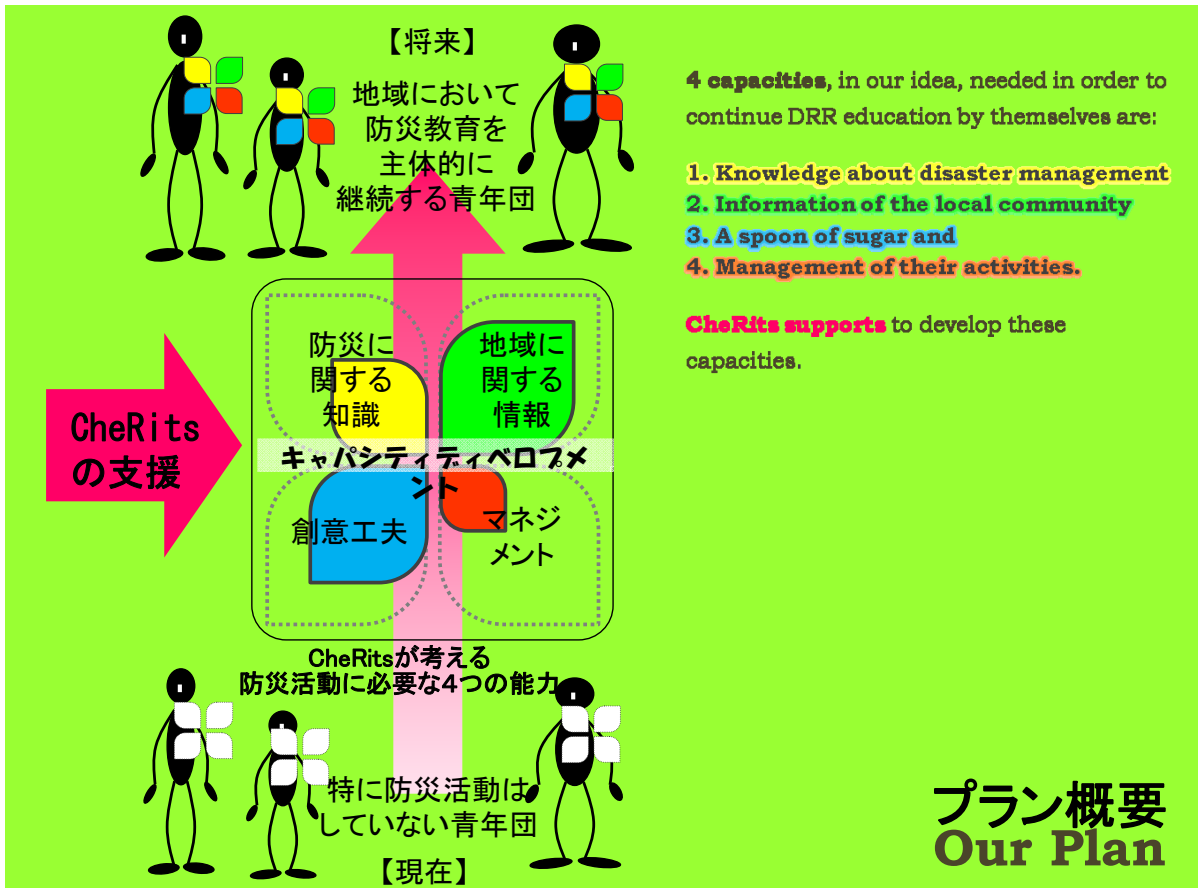 【将来】
地域において
防災教育を
主体的に
継続する青年団
4 capacities, in our idea, needed in order to
continue DRR education by themselves are:
1. Knowledge about disaster management
2. Information of the local community
3. A spoon of sugar and
4. Management of their activities.
CheRits supports to develop these
capacities.
CheRits
の支援
防災に
関する
知識
地域に
関する
情報
キャパシティディベロプメ
ント
創意工夫
マネジ
メント
CheRitsが考える
防災活動に必要な4つの能力
特に防災活動は
していない青年団
【現在】
プラン概要
Our Plan